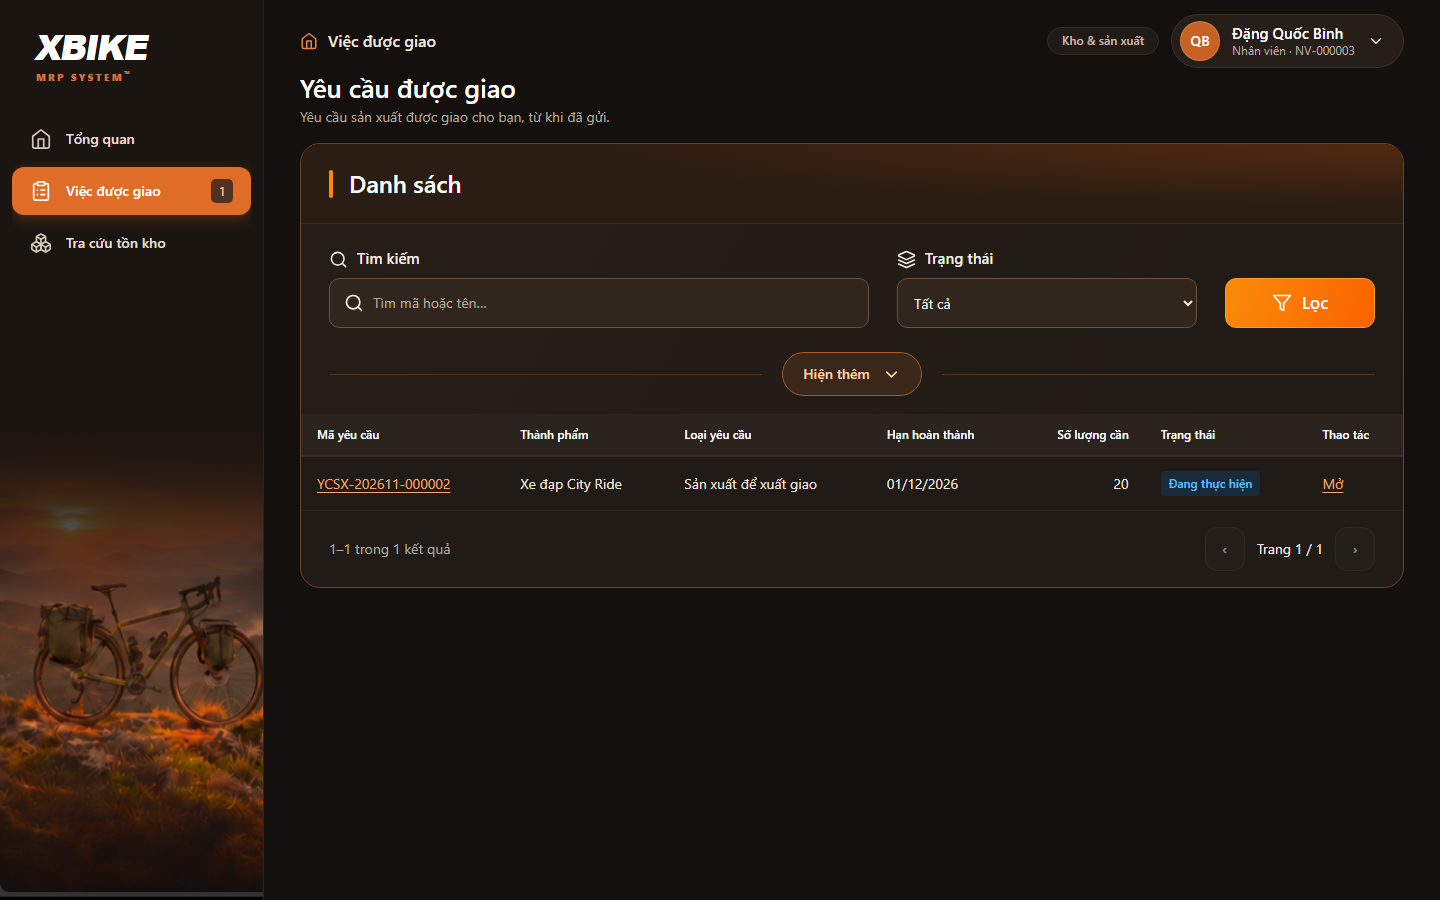 XBIKE
MRP SYSTEM™
Tổng quan
Việc được giao
1
Tra cứu tồn kho
Việc được giao
Kho & sản xuất
QB
Đặng Quốc Bình
Nhân viên · NV-000003
Yêu cầu được giao
Yêu cầu sản xuất được giao cho bạn, từ khi đã gửi.
Danh sách
Tìm kiếm
Tìm mã hoặc tên...
Trạng thái
Tất cả
Lọc
Hiện thêm
Mã yêu cầu Thành phẩm Loại yêu cầu Hạn hoàn thành Số lượng cần Trạng thái Thao tác
YCSX-202611-000002 Xe đạp City Ride Sản xuất để xuất giao 01/12/2026 20 Đang thực hiện Mở
1–1 trong 1 kết quả
‹ Trang 1 / 1 ›